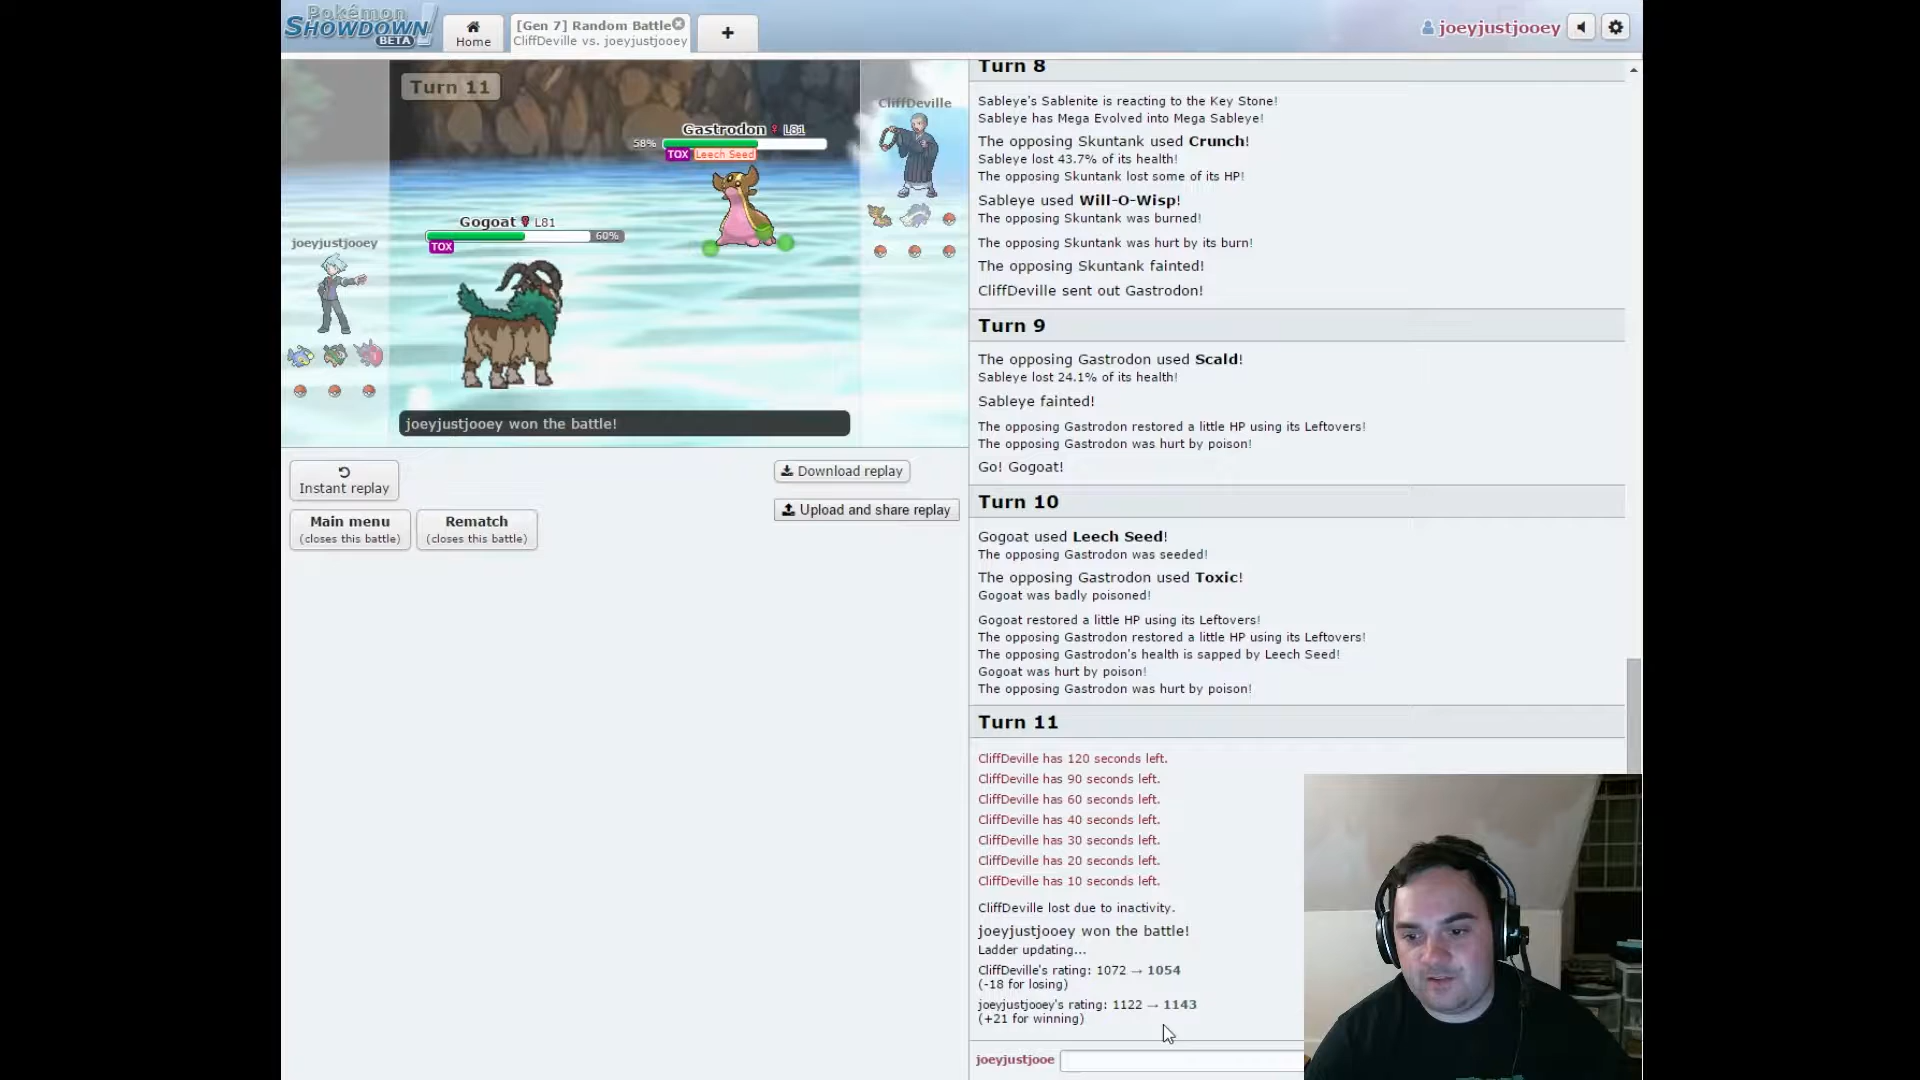 Pokémon
SHOWDOWN!
BETA
Home
[Gen 7] Random Battle
CliffDeville vs. joeyjustjooey
+
joeyjustjooey
Turn 11
CliffDeville
Gastrodon L81
58%
TOX Leech Seed
Gogoat L81
60%
TOX
joeyjustjooey
joeyjustjooey won the battle!
Instant replay
Download replay
Upload and share replay
Main menu
(closes this battle)
Rematch
(closes this battle)
Turn 8
Sableye's Sablenite is reacting to the Key Stone!
Sableye has Mega Evolved into Mega Sableye!
The opposing Skuntank used Crunch!
Sableye lost 43.7% of its health!
The opposing Skuntank lost some of its HP!
Sableye used Will-O-Wisp!
The opposing Skuntank was burned!
The opposing Skuntank was hurt by its burn!
The opposing Skuntank fainted!
CliffDeville sent out Gastrodon!
Turn 9
The opposing Gastrodon used Scald!
Sableye lost 24.1% of its health!
Sableye fainted!
The opposing Gastrodon restored a little HP using its Leftovers!
The opposing Gastrodon was hurt by poison!
Go! Gogoat!
Turn 10
Gogoat used Leech Seed!
The opposing Gastrodon was seeded!
The opposing Gastrodon used Toxic!
Gogoat was badly poisoned!
Gogoat restored a little HP using its Leftovers!
The opposing Gastrodon restored a little HP using its Leftovers!
The opposing Gastrodon's health is sapped by Leech Seed!
Gogoat was hurt by poison!
The opposing Gastrodon was hurt by poison!
Turn 11
CliffDeville has 120 seconds left.
CliffDeville has 90 seconds left.
CliffDeville has 60 seconds left.
CliffDeville has 40 seconds left.
CliffDeville has 30 seconds left.
CliffDeville has 20 seconds left.
CliffDeville has 10 seconds left.
CliffDeville lost due to inactivity.
joeyjustjooey won the battle!
Ladder updating...
CliffDeville's rating: 1072 → 1054
(-18 for losing)
joeyjustjooey's rating: 1122 → 1143
(+21 for winning)
joeyjustjooe